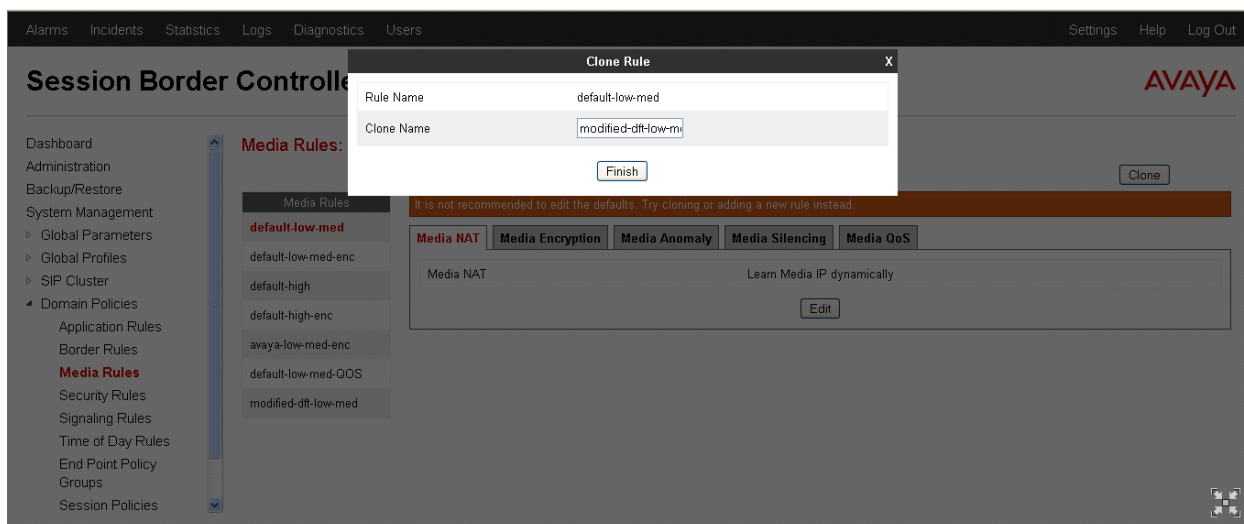 Alarms Incidents Statistics Logs Diagnostics Users Settings Help Log Out
Clone Rule X
Session Border Controlle
AVAYA
Rule Name default-low-med
Clone Name modified-dft-low-m
Finish
Dashboard
Administration
Backup/Restore
System Management
Global Parameters
Global Profiles
SIP Cluster
Domain Policies
Application Rules
Border Rules
Media Rules
Security Rules
Signaling Rules
Time of Day Rules
End Point Policy
Groups
Session Policies
Media Rules:
Clone
Media Rules
default-low-med
default-low-med-enc
default-high
default-high-enc
avaya-low-med-enc
default-low-med-QOS
modified-dft-low-med
It is not recommended to edit the defaults. Try cloning or adding a new rule instead.
Media NAT Media Encryption Media Anomaly Media Silencing Media QoS
Media NAT Learn Media IP dynamically
Edit